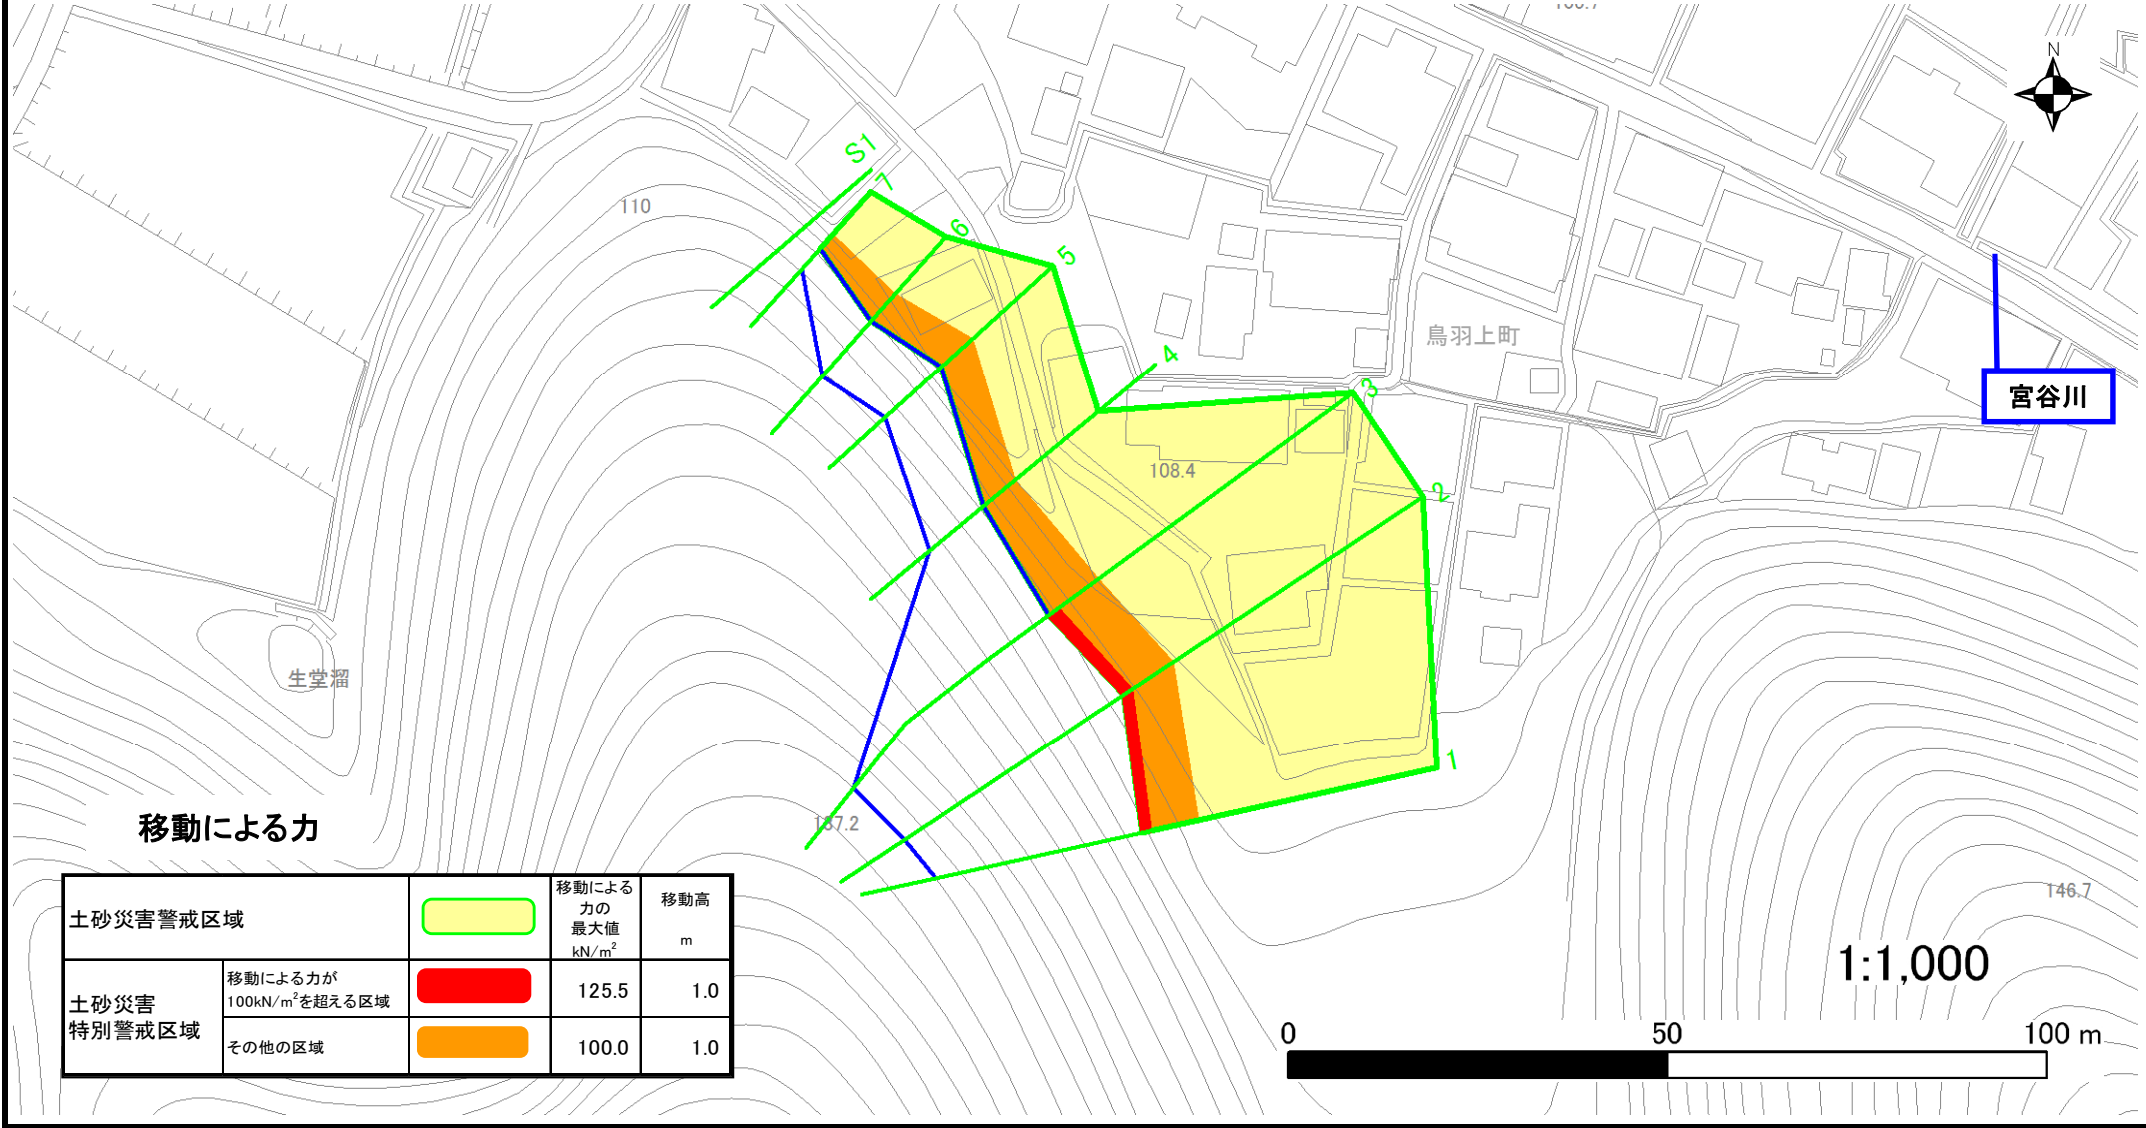 N
S1
7
6
5
4
3
2
1
110
鳥羽上町
宮谷川
108.4
生堂溜
146.7
移動による力
土砂災害警戒区域
移動による
力の
最大値
kN/m²
移動高
m
土砂災害
特別警戒区域
移動による力が
100kN/m²を超える区域
125.5
1.0
その他の区域
100.0
1.0
1:1,000
0
50
100 m